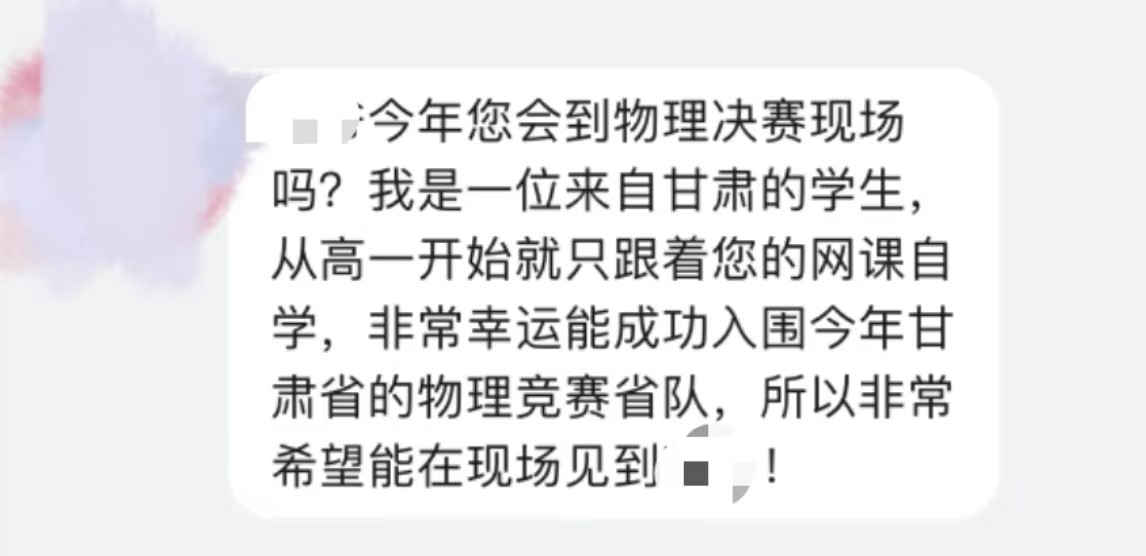 今年您会到物理决赛现场
吗？我是一位来自甘肃的学生，
从高一开始就只跟着您的网课自
学，非常幸运能成功入围今年甘
肃省的物理竞赛省队，所以非常
希望能在现场见到！